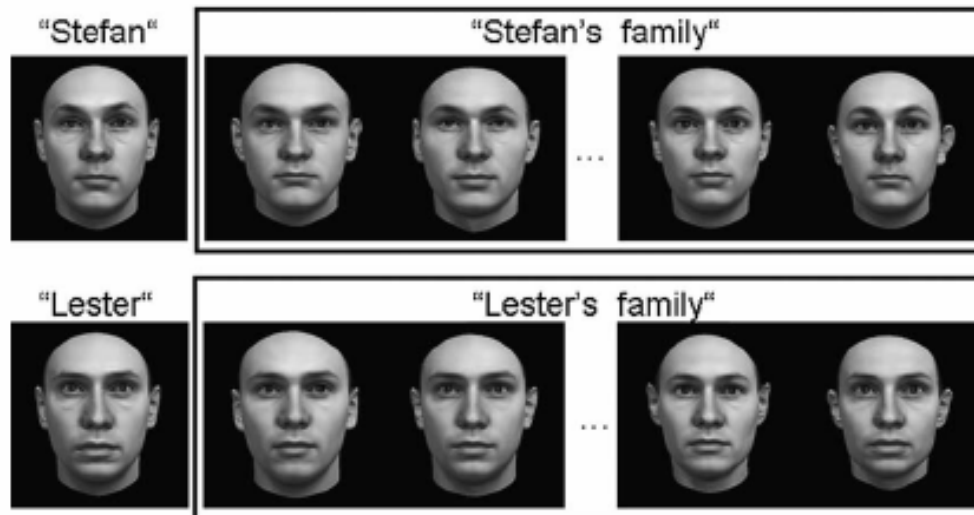 “Stefan“ “Stefan’s family“
...
“Lester“ “Lester’s family“
...